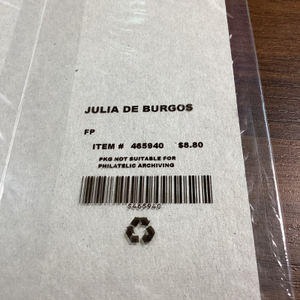 JULIA DE BURGOS
FP
ITEM # 465940 $8.80
PKG NOT SUITABLE FOR
PHILATELIC ARCHIVING
S465940